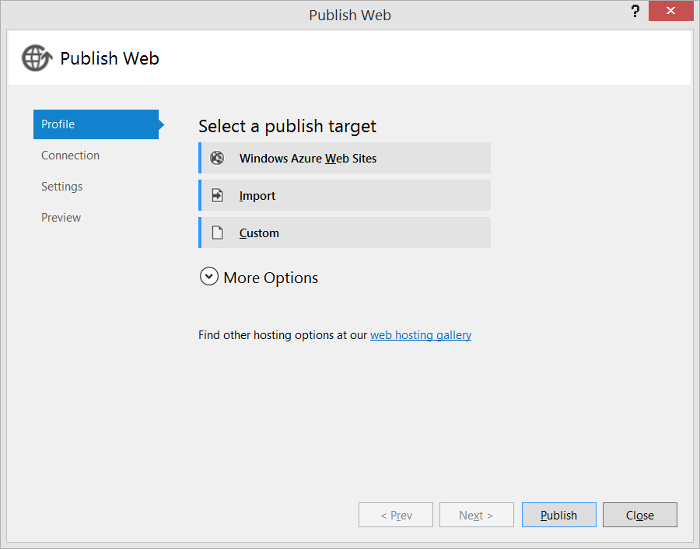 Publish Web
?
Publish Web
Profile
Connection
Settings
Preview
Select a publish target
Windows Azure Web Sites
Import
Custom
More Options
Find other hosting options at our web hosting gallery
< Prev
Next >
Publish
Close